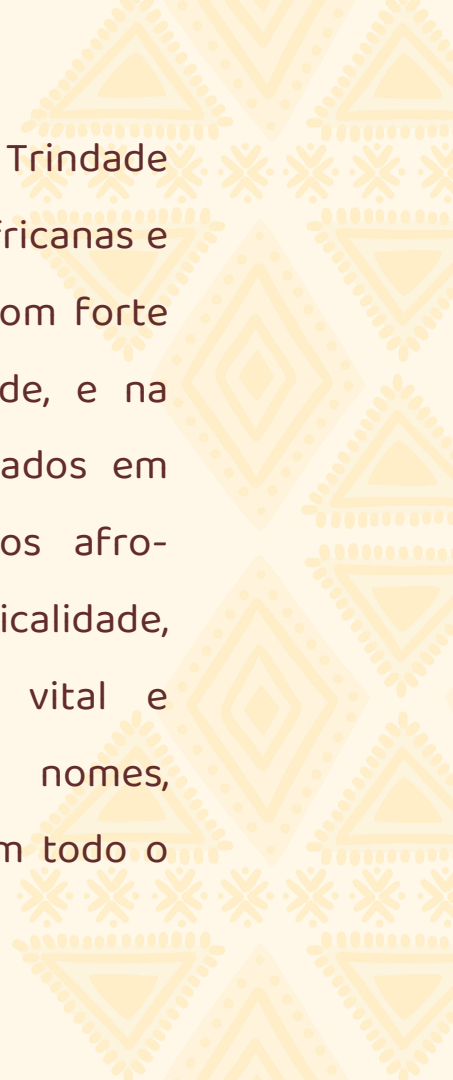 Trindade
fricanas e
om forte
de, e na
ados em
os afro-
icalidade,
vital e
nomes,
m todo o